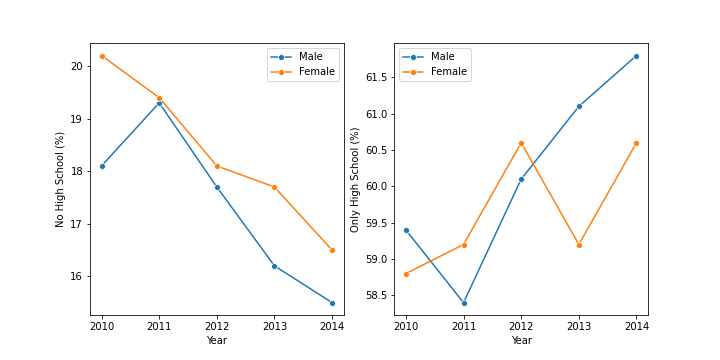 No High School (%)
20
19
18
17
16
Male
Female
2010 2011 2012 2013 2014
Year
Only High School (%)
61.5
61.0
60.5
60.0
59.5
59.0
58.5
Male
Female
2010 2011 2012 2013 2014
Year